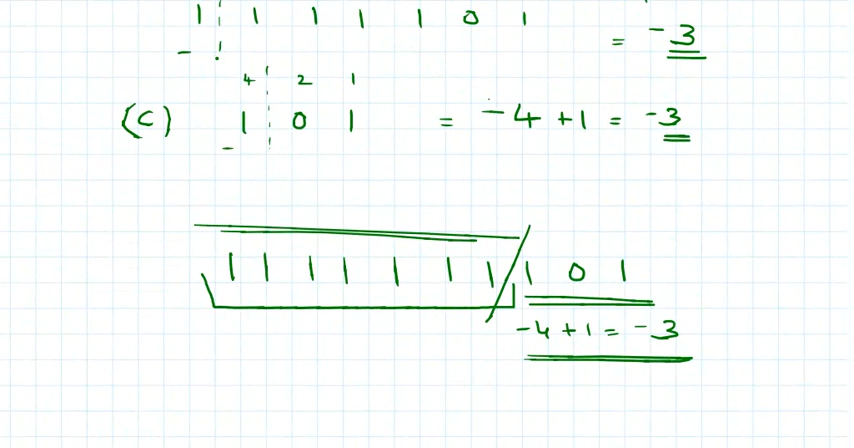 1 1 1 1 1 0 1
= -3
-
4 2 1
(C) 1 0 1 = -4 + 1 = -3
-
1 1 1 1 1 1 1 1 0 1
-4 + 1 = -3